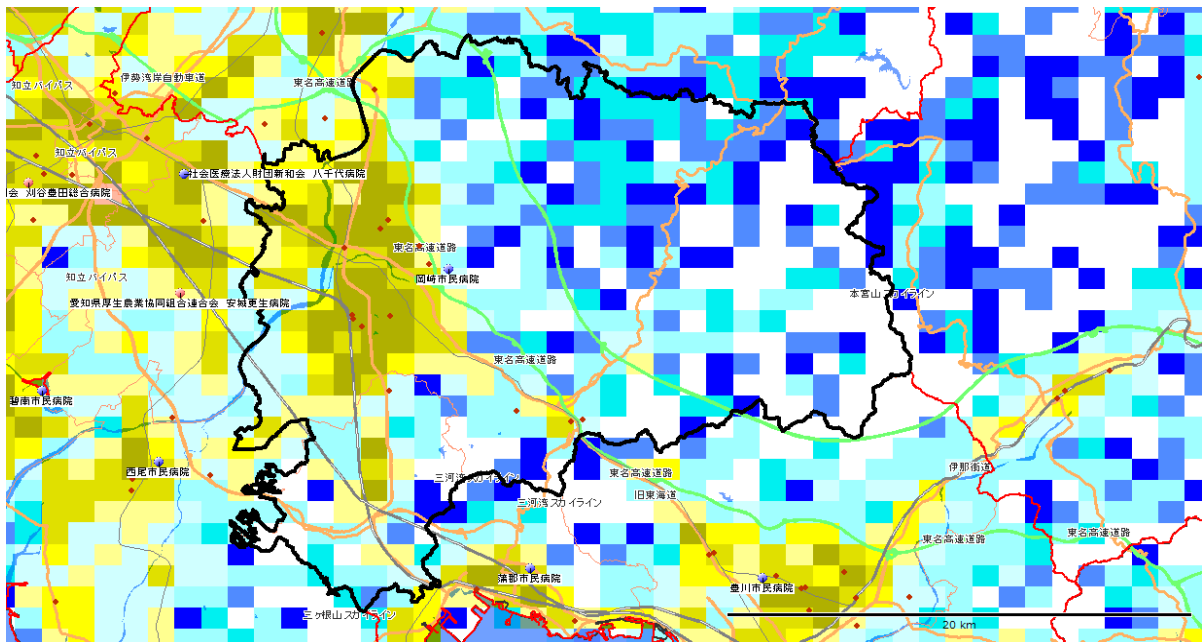 伊勢湾岸自動車道
知立バイパス
東名高速道路
知立バイパス
社会医療法人財団新和会 八千代病院
会 刈谷豊田総合病院
東名高速道路
岡崎市民病院
知立バイパス
愛知県厚生農業協同組合連合会 安城更生病院
本宮山スカイライン
東名高速道路
碧南市民病院
西尾市民病院
伊那街道
三河湾スカイライン
東名高速道路
旧東海道
三河湾スカイライン
東名高速道路
東名高速道路
蒲郡市民病院
豊川市民病院
三ヶ根山スカイライン
20 km